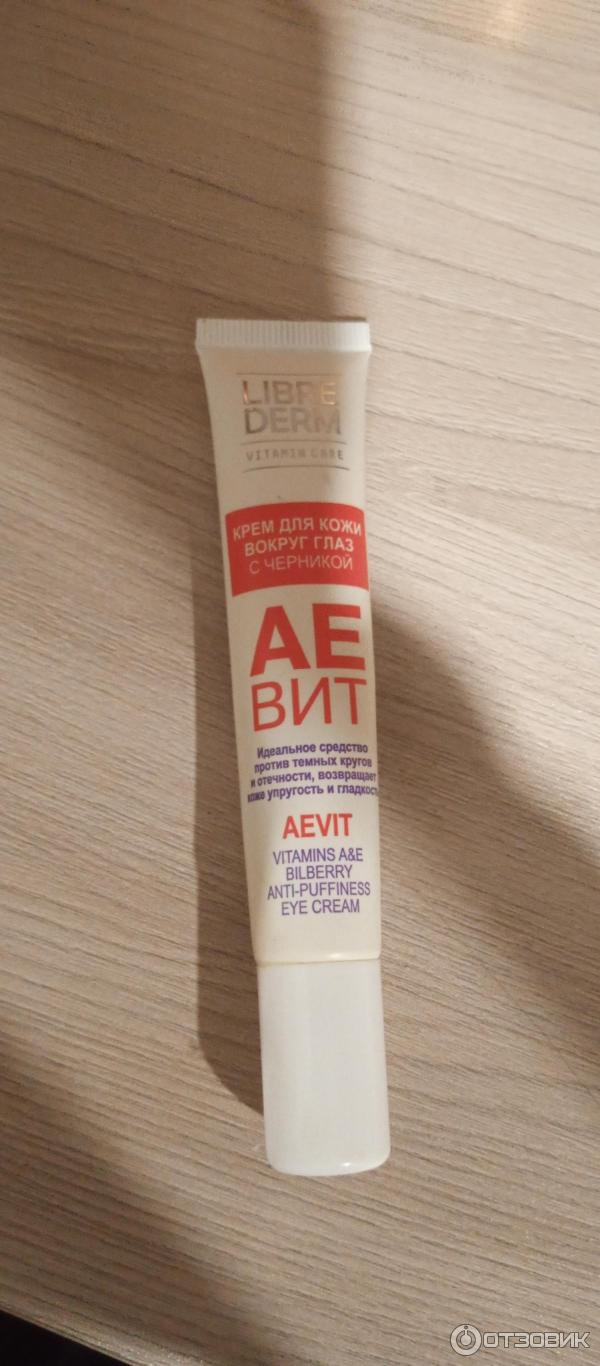 LIBRE
DERM
VITAMIN CARE
КРЕМ ДЛЯ КОЖИ
ВОКРУГ ГЛАЗ
С ЧЕРНИКОЙ
АЕ
ВИТ
Идеальное средство
против темных кругов
и отечности, возвращает
коже упругость и гладкость
AEVIT
VITAMINS A&E
BILBERRY
ANTI-PUFFINESS
EYE CREAM
ОТЗОВИК